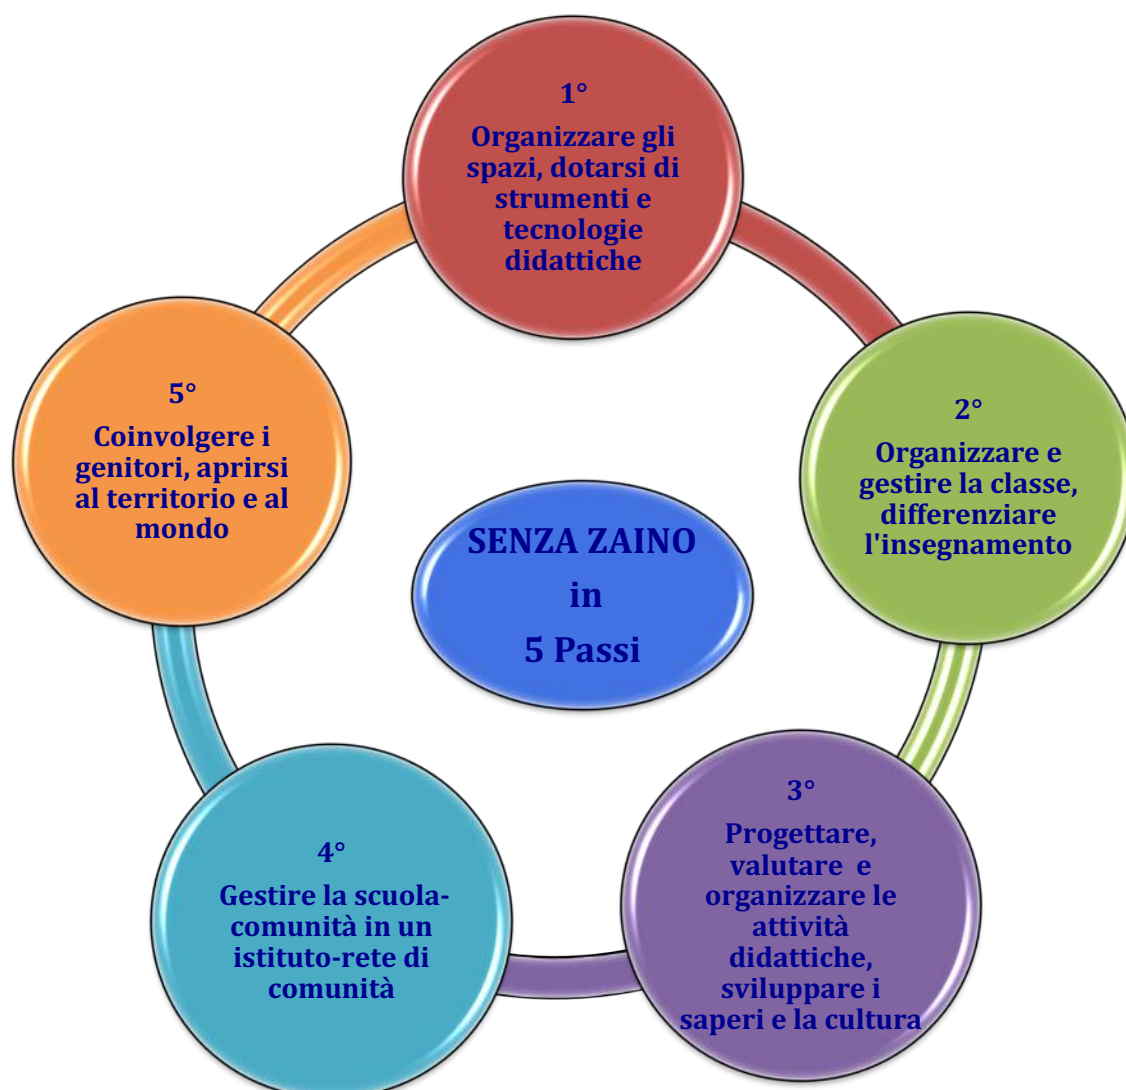 1°
Organizzare gli
spazi, dotarsi di
strumenti e
tecnologie
didattiche
2°
Organizzare e
gestire la classe,
differenziare
l'insegnamento
3°
Progettare,
valutare  e
organizzare le
attività
didattiche,
sviluppare i
saperi e la cultura
4°
Gestire la scuola-
comunità in un
istituto-rete di
comunità
5°
Coinvolgere i
genitori, aprirsi
al territorio e al
mondo
SENZA ZAINO
in
5 Passi